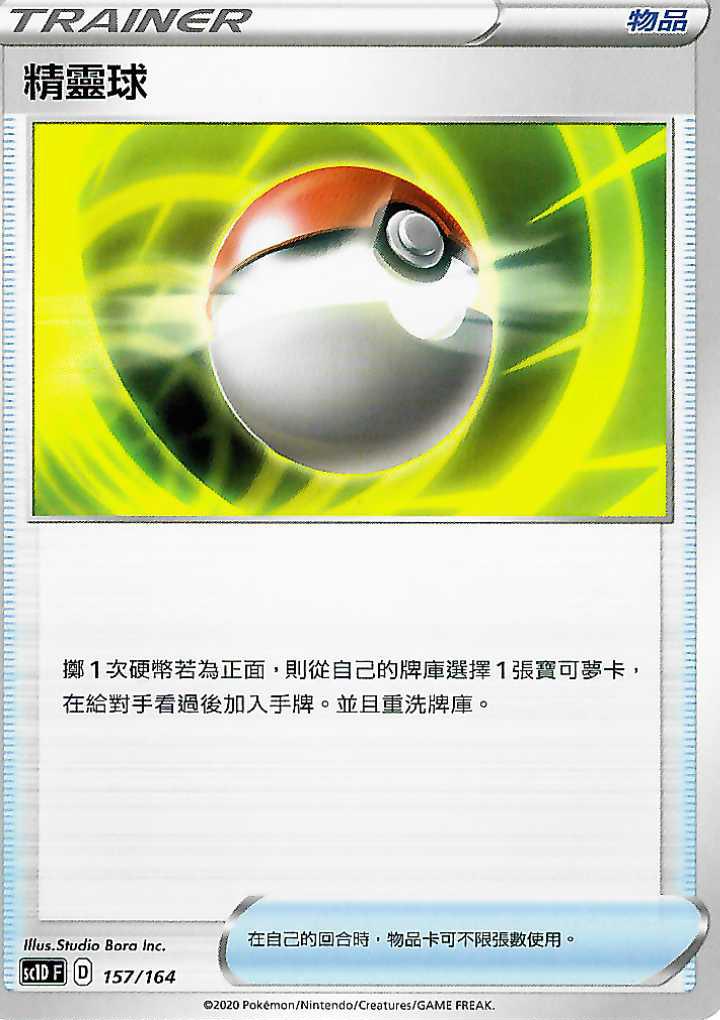 TRAINER
物品
精靈球
擲1次硬幣若為正面，則從自己的牌庫選擇1張寶可夢卡，
在給對手看過後加入手牌。並且重洗牌庫。
在自己的回合時，物品卡可不限張數使用。
Illus.Studio Bora Inc.
sc1D F D 157/164
©2020 Pokémon/Nintendo/Creatures/GAME FREAK.